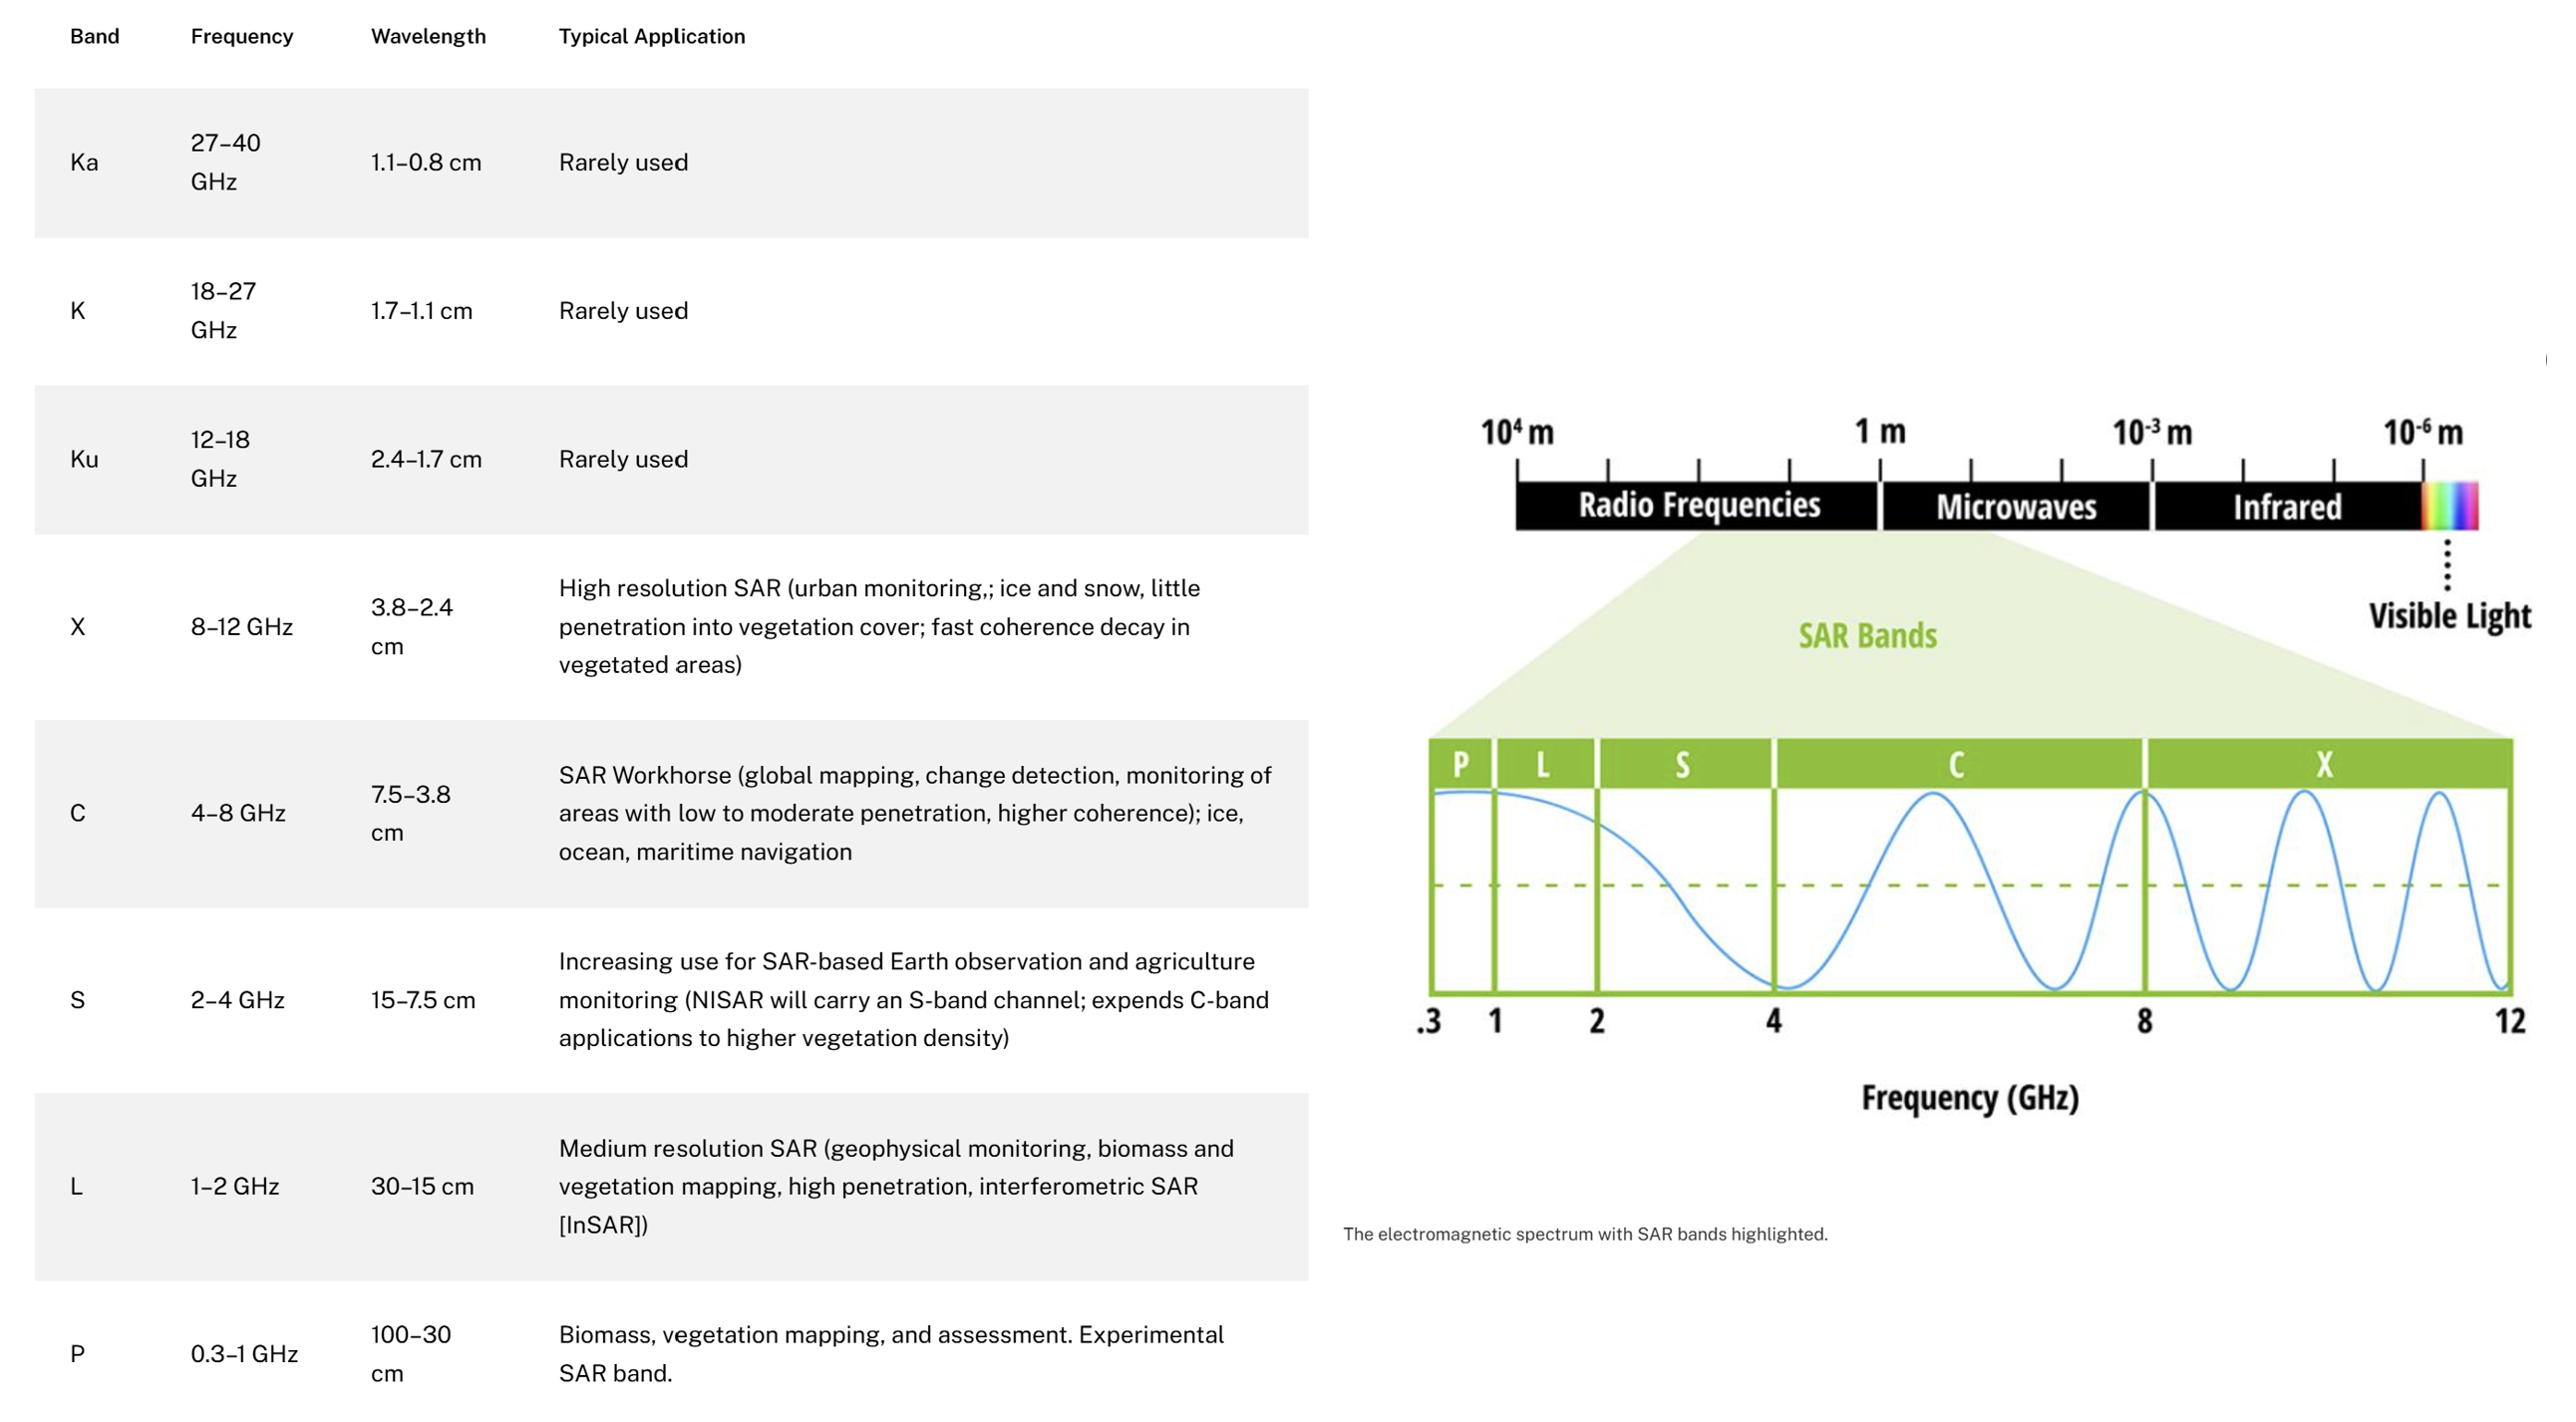 Band Frequency Wavelength Typical Application
Ka 27–40 GHz 1.1–0.8 cm Rarely used
K 18–27 GHz 1.7–1.1 cm Rarely used
Ku 12–18 GHz 2.4–1.7 cm Rarely used
X 8–12 GHz 3.8–2.4 cm High resolution SAR (urban monitoring,; ice and snow, little
penetration into vegetation cover; fast coherence decay in
vegetated areas)
C 4–8 GHz 7.5–3.8 cm SAR Workhorse (global mapping, change detection, monitoring of
areas with low to moderate penetration, higher coherence); ice,
ocean, maritime navigation
S 2–4 GHz 15–7.5 cm Increasing use for SAR-based Earth observation and agriculture
monitoring (NISAR will carry an S-band channel; expends C-band
applications to higher vegetation density)
L 1–2 GHz 30–15 cm Medium resolution SAR (geophysical monitoring, biomass and
vegetation mapping, high penetration, interferometric SAR
[InSAR])
P 0.3–1 GHz 100–30 cm Biomass, vegetation mapping, and assessment. Experimental
SAR band.
10⁴ m 1 m 10⁻³ m 10⁻⁶ m
Radio Frequencies Microwaves Infrared
Visible Light
SAR Bands
P L S C X
.3 1 2 4 8 12
Frequency (GHz)
The electromagnetic spectrum with SAR bands highlighted.